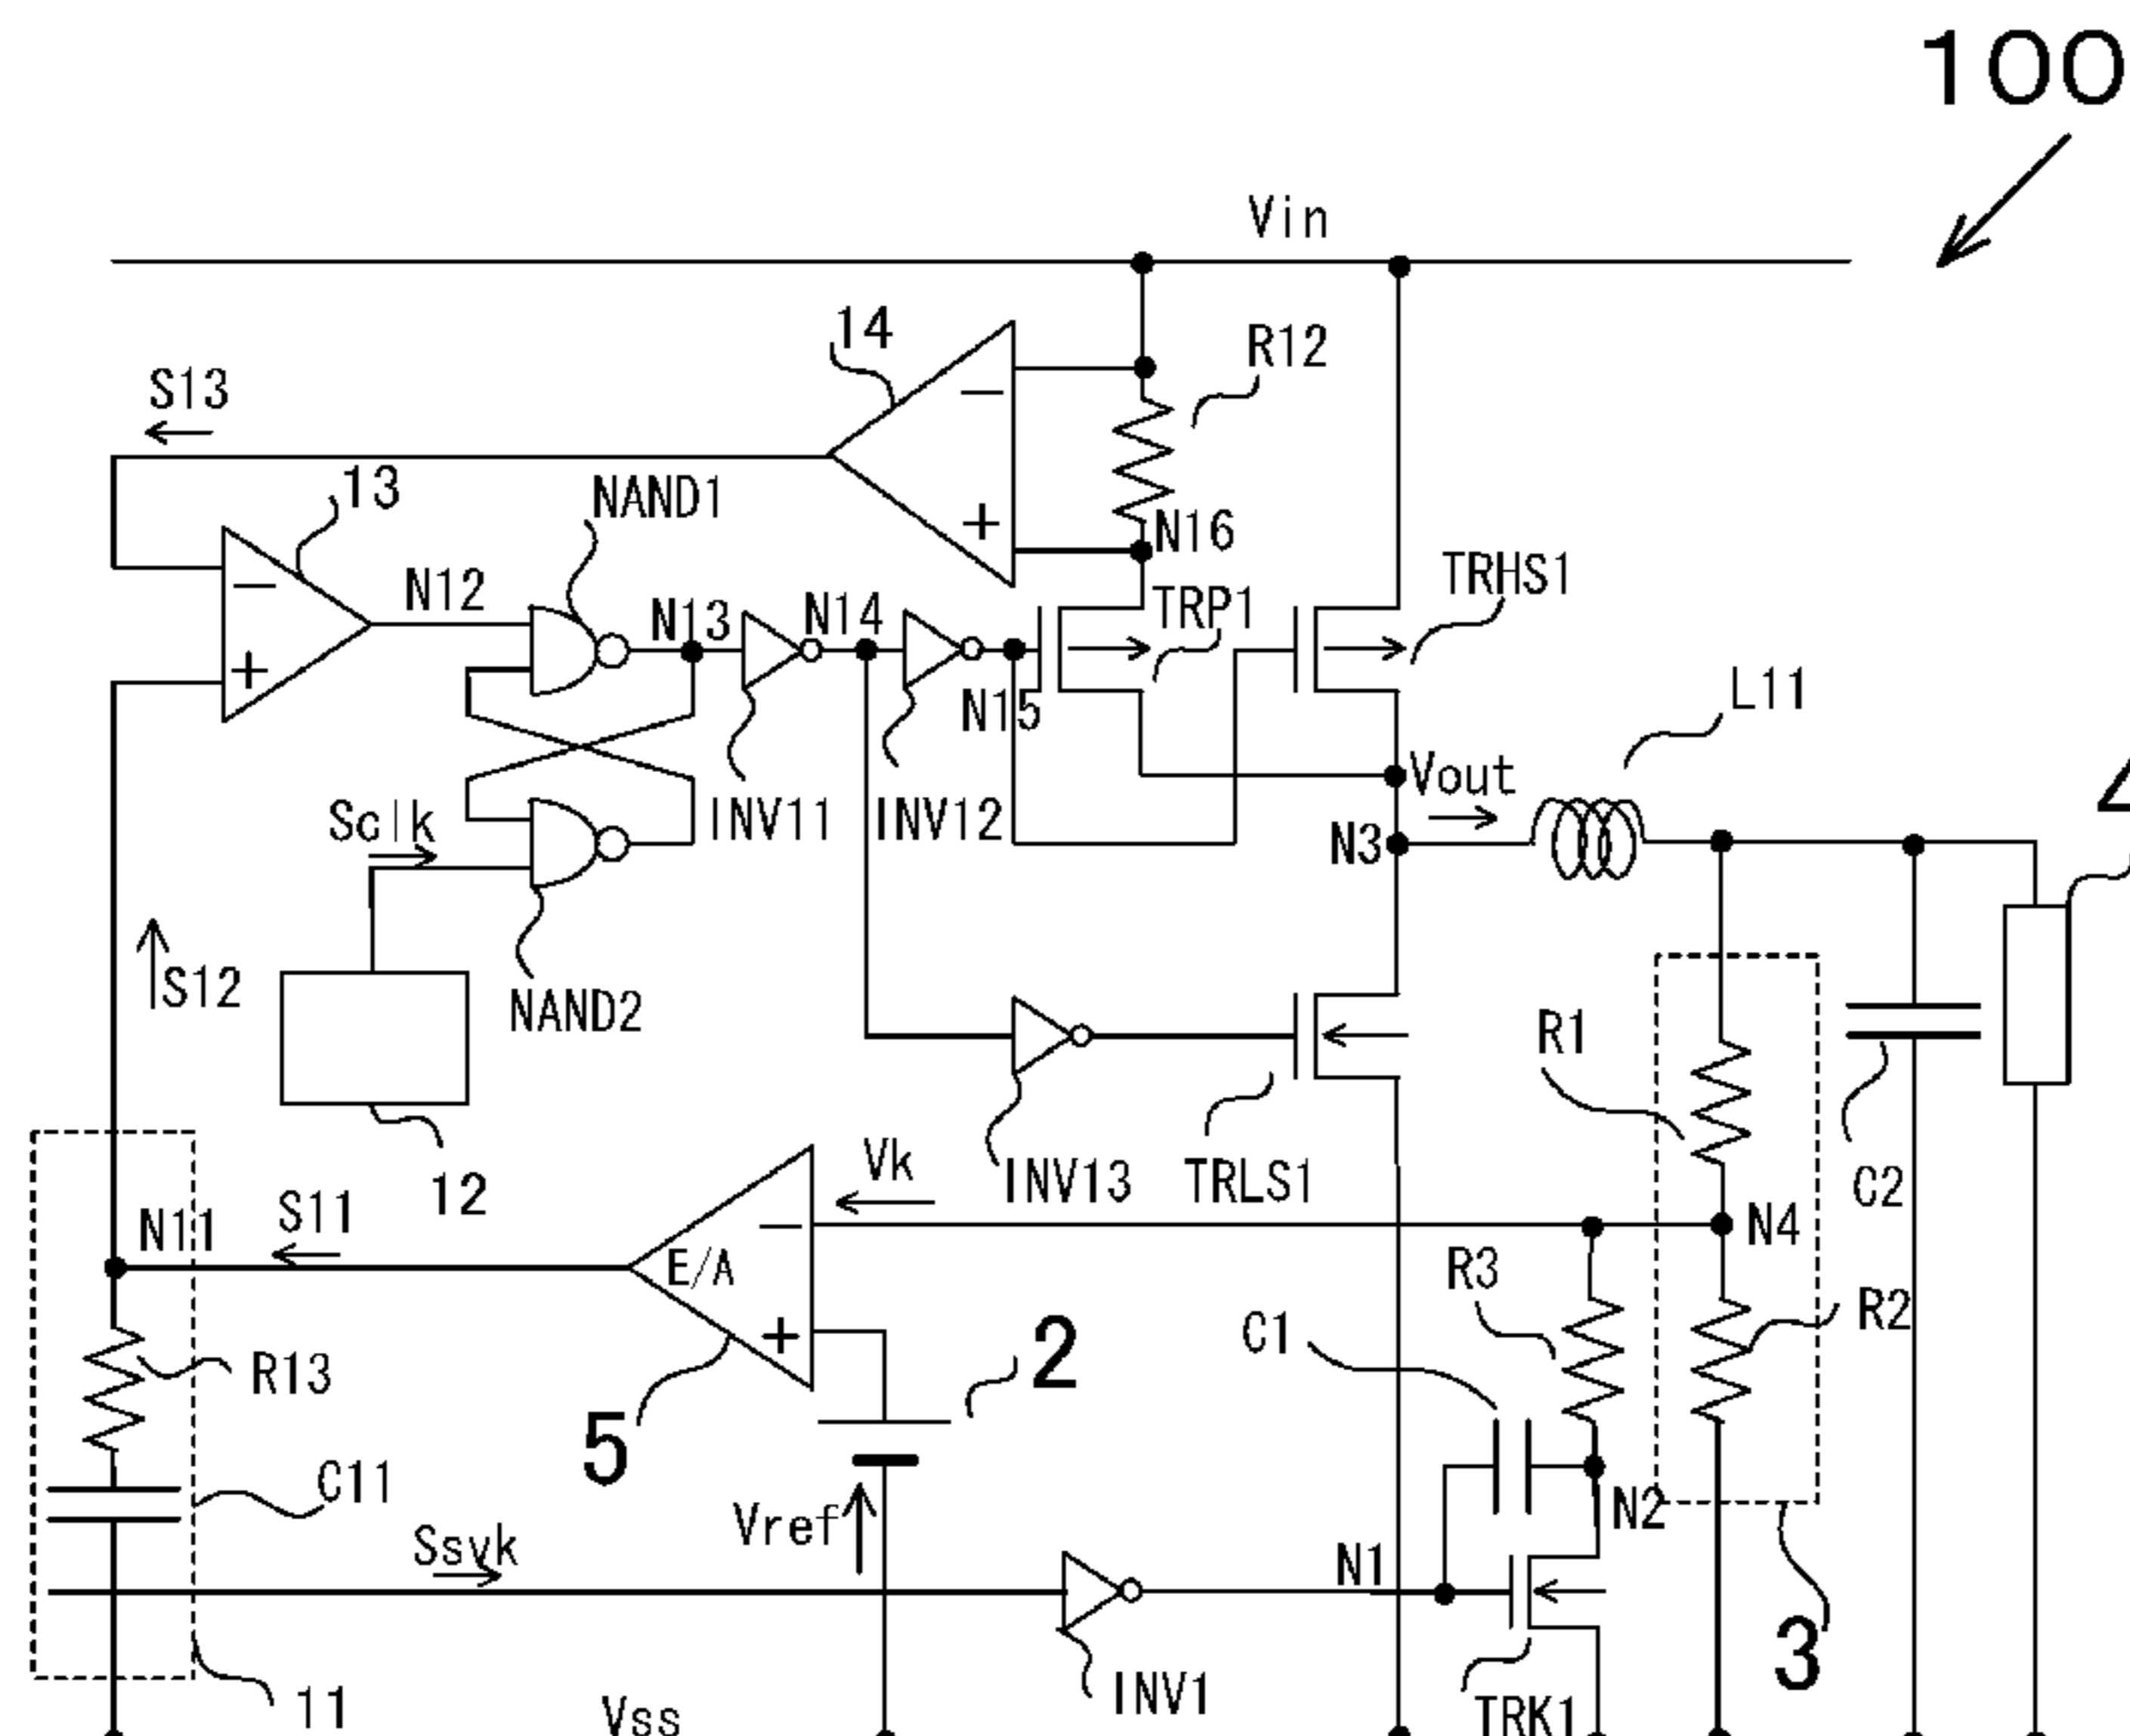 100
Vin
14
R12
S13
13
NAND1
N16
TRHS1
N12
TRP1
N13
N14
N15
L11
Vout
Sclk
INV11
INV12
N3
4
S12
NAND2
R1
Vk
INV13
TRLS1
C2
12
N11
S11
N4
E/A
R3
R2
C1
2
R13
5
C11
N2
Vref
Ssvk
N1
3
INV1
11
Vss
TRK1